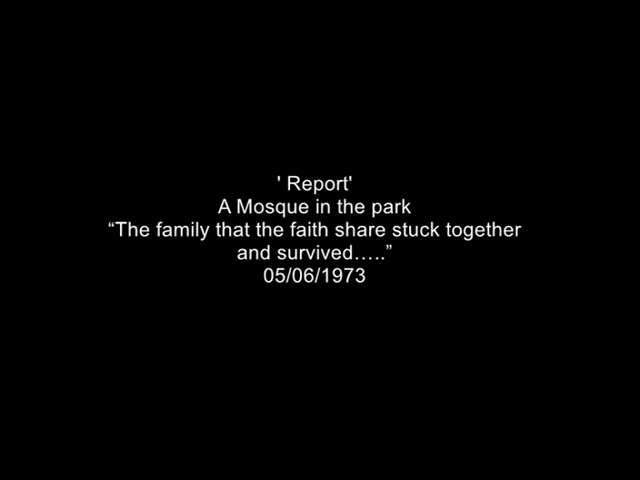 ' Report'
A Mosque in the park
“The family that the faith share stuck together
and survived…..”
05/06/1973